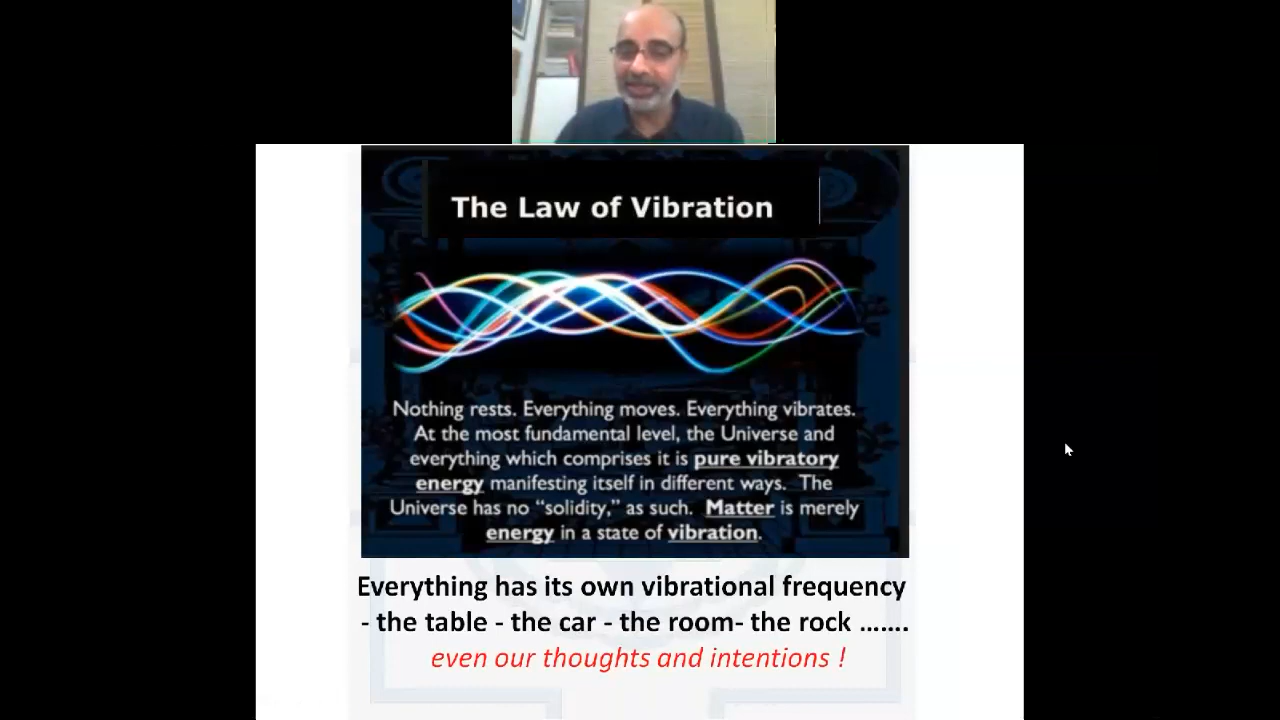 The Law of Vibration
Nothing rests. Everything moves. Everything vibrates.
At the most fundamental level, the Universe and
everything which comprises it is pure vibratory
energy manifesting itself in different ways. The
Universe has no “solidity,” as such. Matter is merely
energy in a state of vibration.
Everything has its own vibrational frequency
- the table - the car - the room- the rock …….
even our thoughts and intentions !